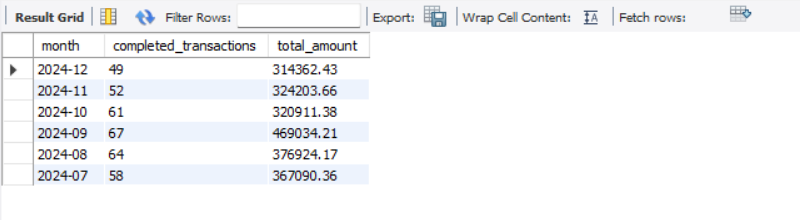 Result Grid Filter Rows: Export: Wrap Cell Content: Fetch rows:
month completed_transactions total_amount
2024-12 49 314362.43
2024-11 52 324203.66
2024-10 61 320911.38
2024-09 67 469034.21
2024-08 64 376924.17
2024-07 58 367090.36